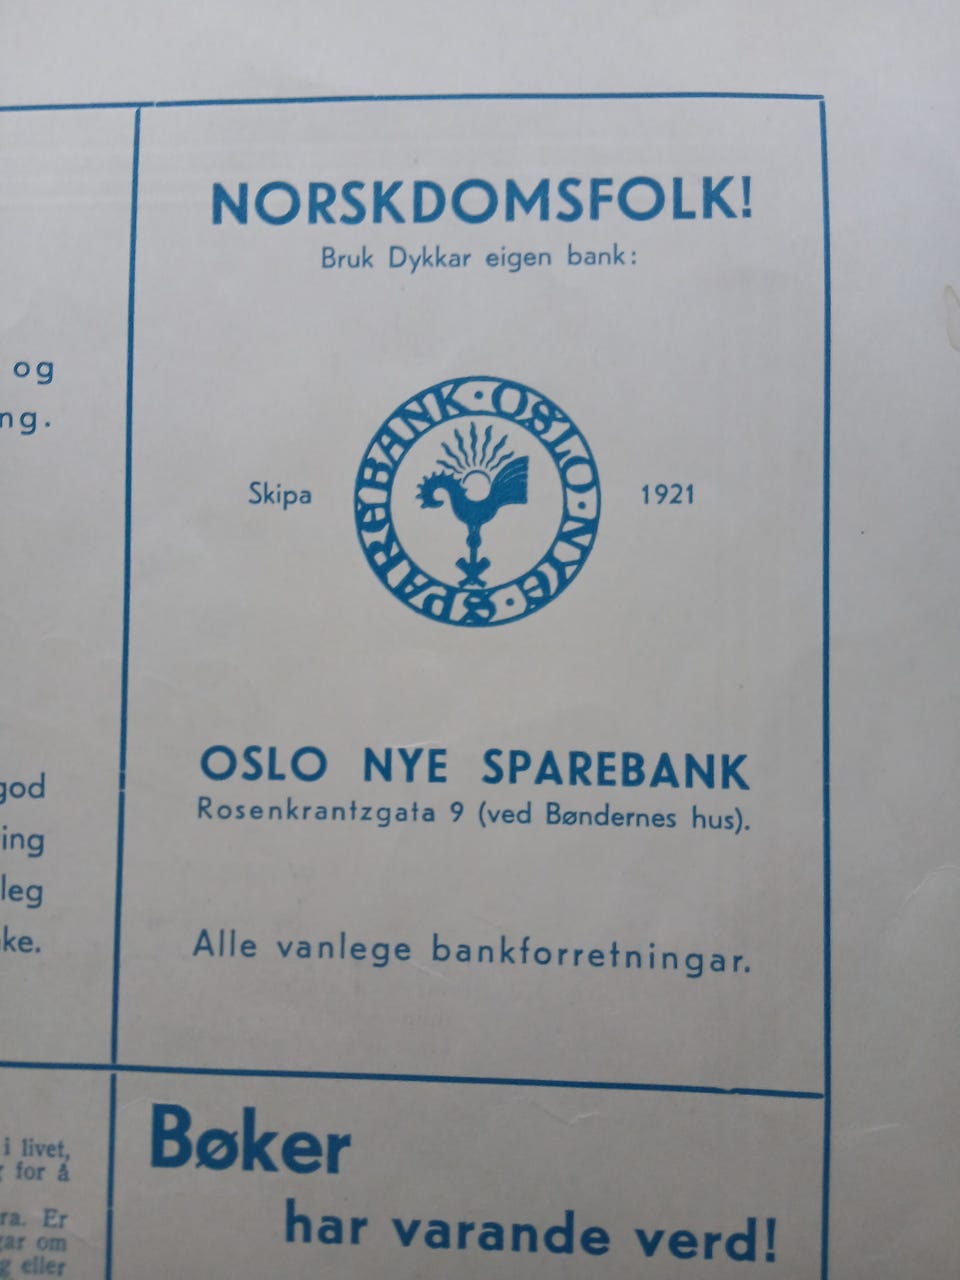 og
ng.
god
ing
leg
ke.
i livet,
for å
ra. Er
gar om
g eller
NORSKDOMSFOLK!
Bruk Dykkar eigen bank:
SPAREBANK · OSLO · NYE ·
Skipa 1921
OSLO NYE SPAREBANK
Rosenkrantzgata 9 (ved Bøndernes hus).
Alle vanlege bankforretningar.
Bøker
har varande verd!